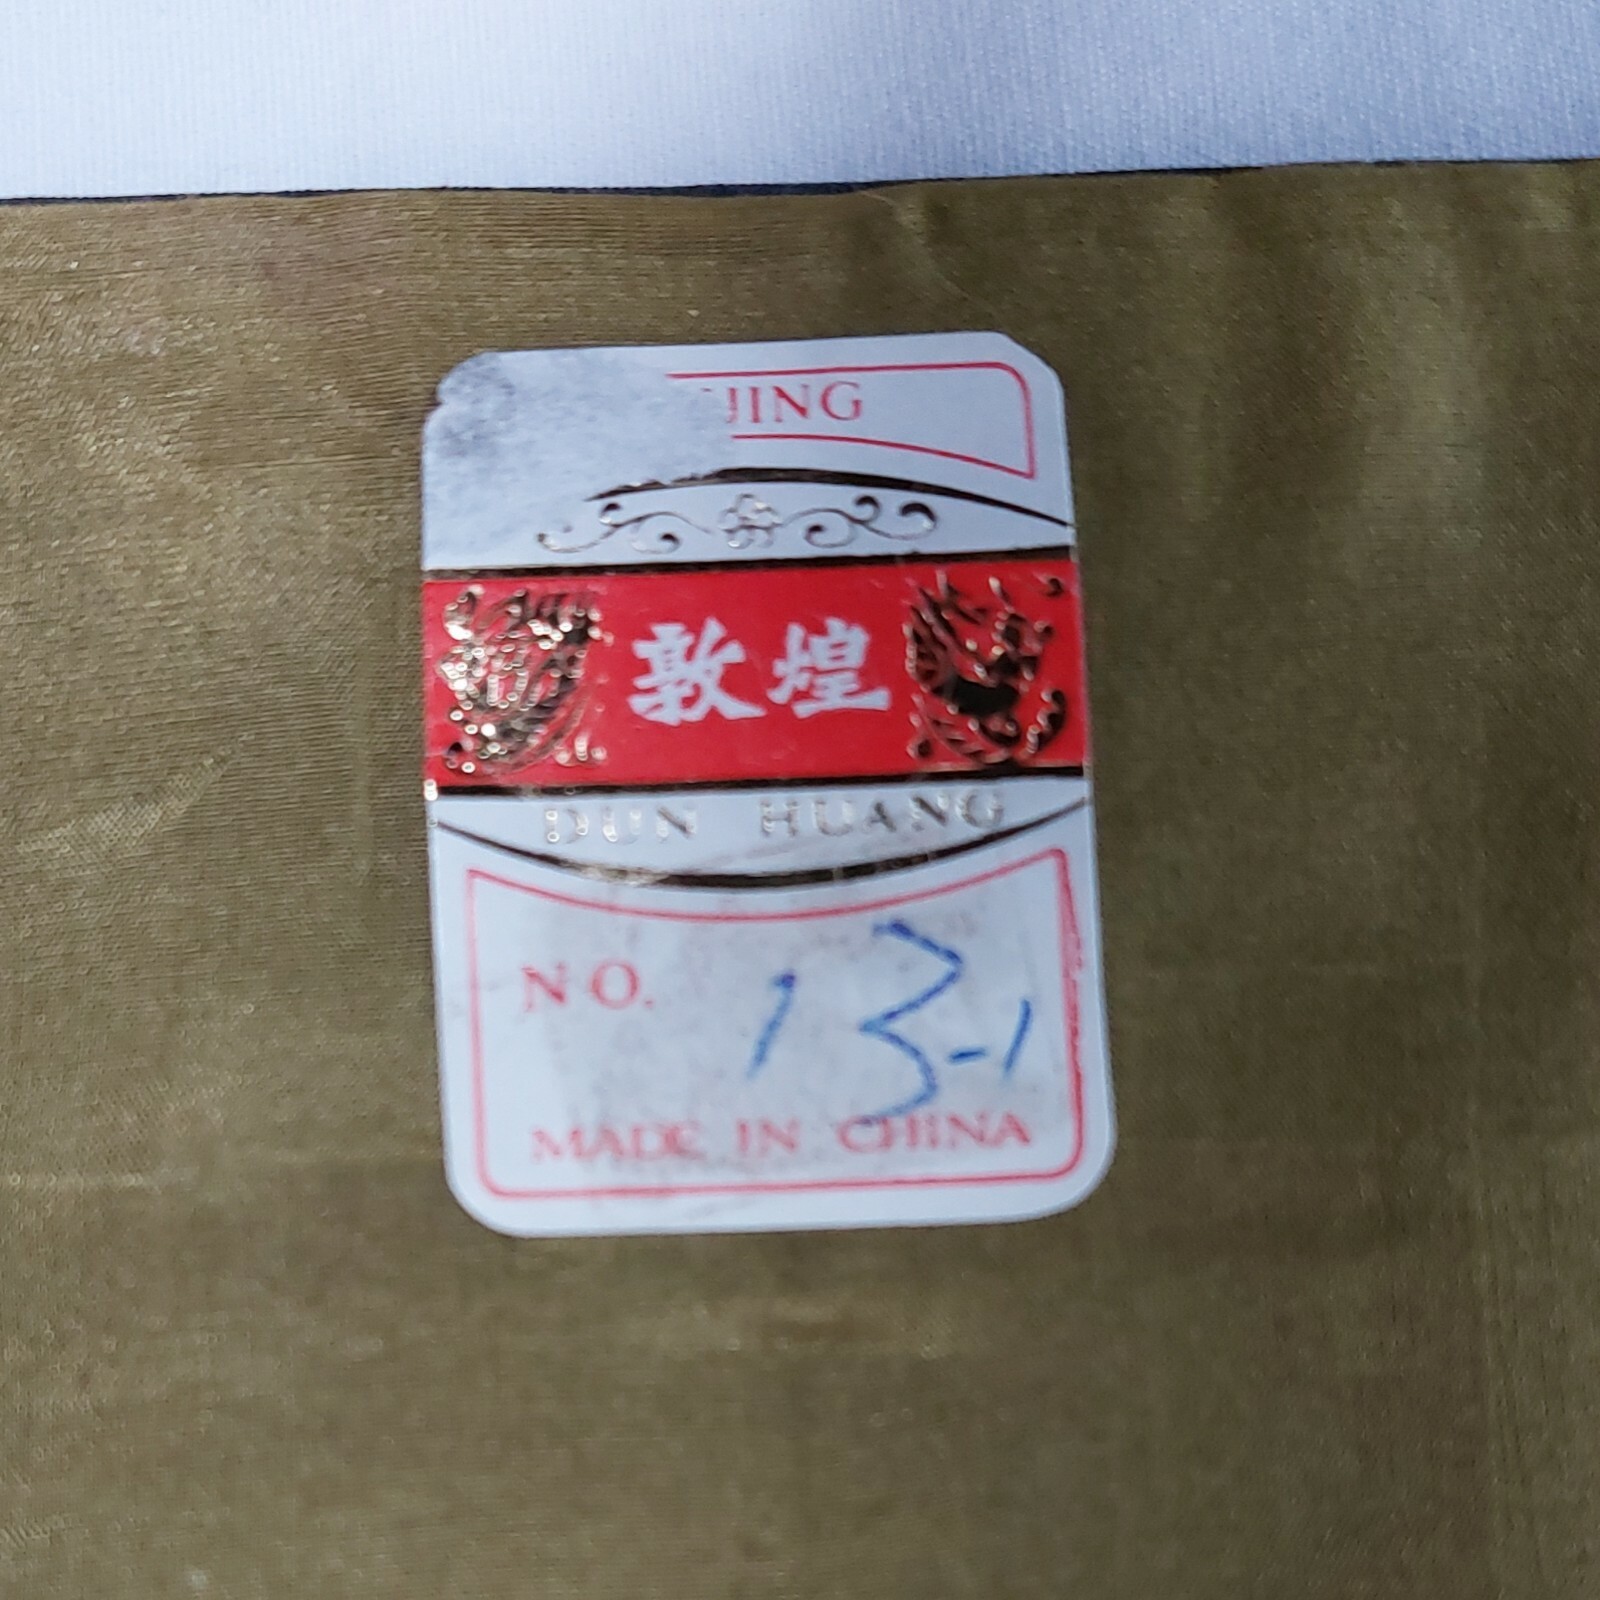 JING
敦煌
DUN HUANG
NO. 13-1
MADE IN CHINA